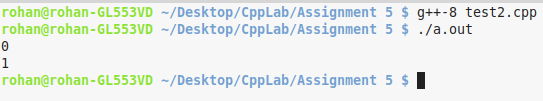 rohan@rohan-GL553VD ~/Desktop/CppLab/Assignment 5 $ g++-8 test2.cpp
rohan@rohan-GL553VD ~/Desktop/CppLab/Assignment 5 $ ./a.out
0
1
rohan@rohan-GL553VD ~/Desktop/CppLab/Assignment 5 $